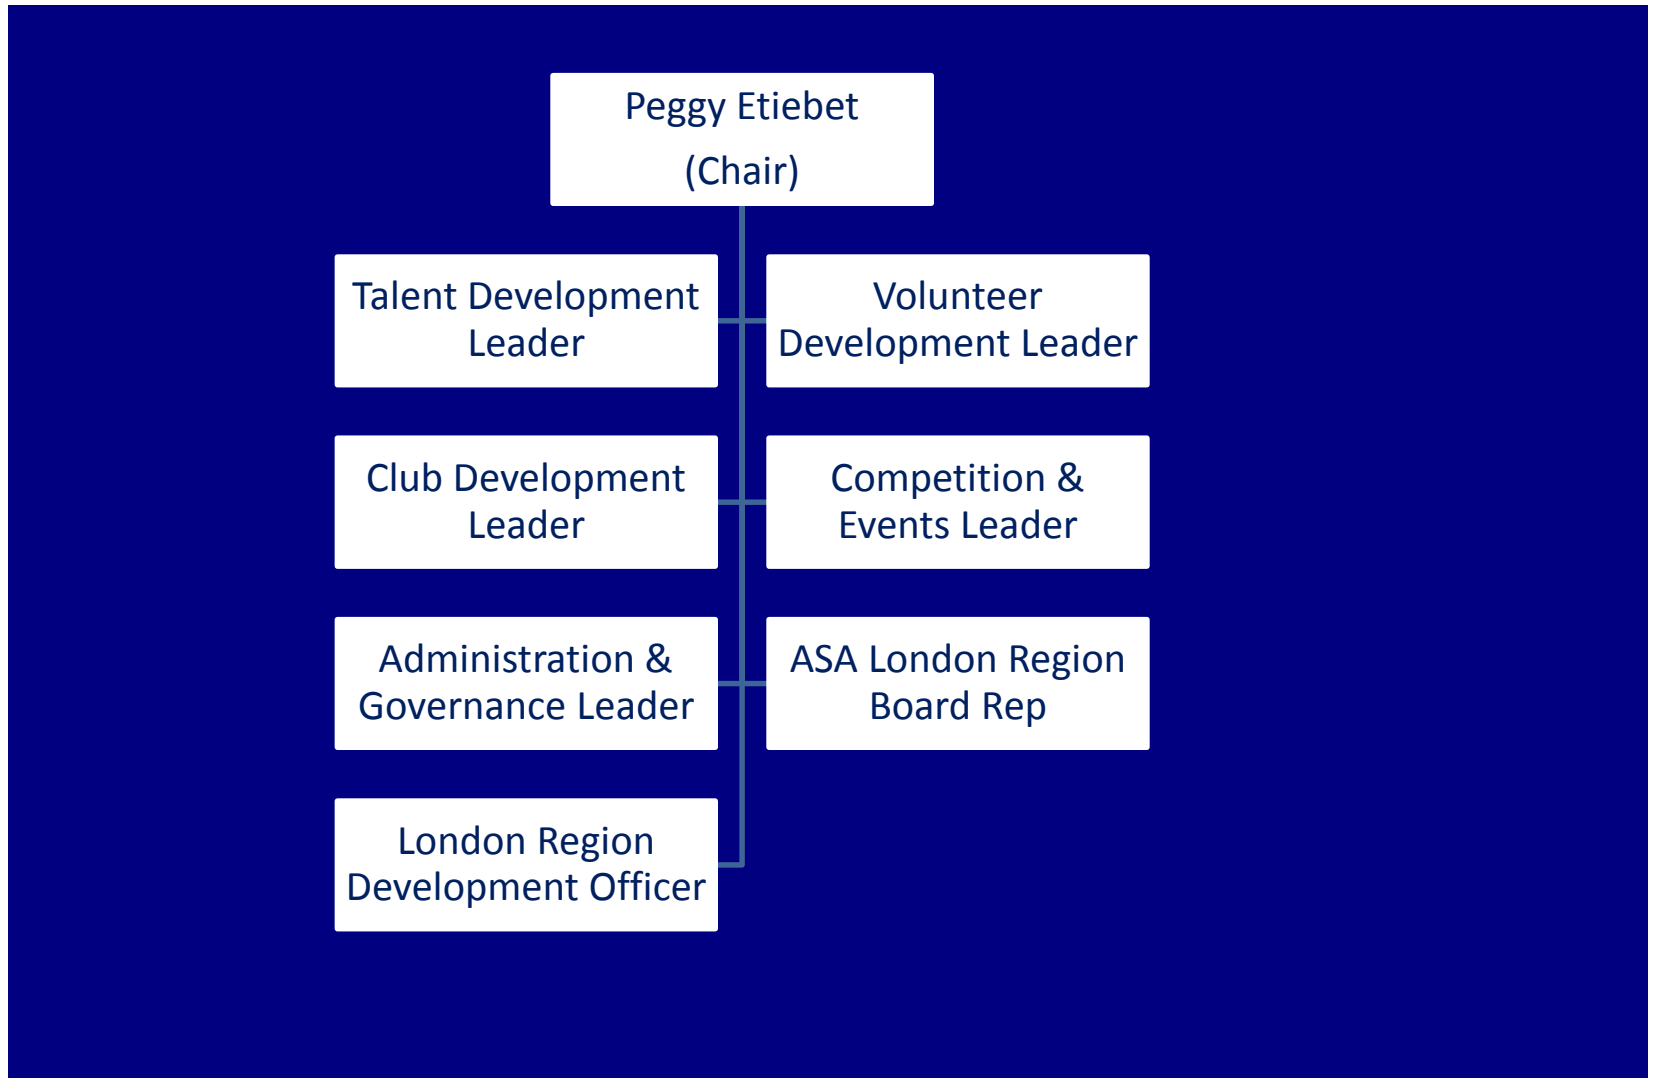 Peggy Etiebet
(Chair)
Talent Development
Leader
Volunteer
Development Leader
Club Development
Leader
Competition &
Events Leader
Administration &
Governance Leader
ASA London Region
Board Rep
London Region
Development Officer